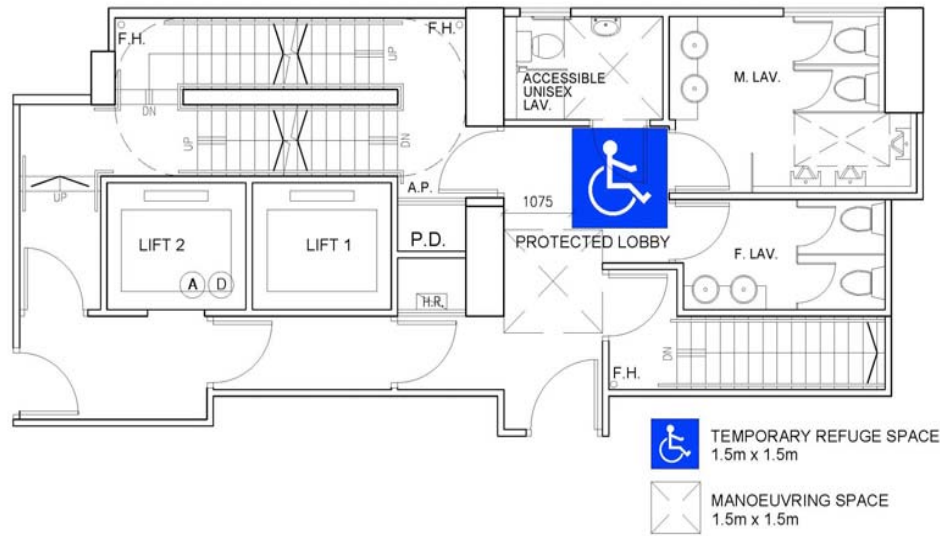 F.H.
F.H.
UP
DN
UP
DN
UP
A.P.
ACCESSIBLE
UNISEX
LAV.
M. LAV.
1075
LIFT 2
LIFT 1
P.D.
PROTECTED LOBBY
F. LAV.
A D
H.R.
DN
F.H.
TEMPORARY REFUGE SPACE
1.5m x 1.5m
MANOEUVRING SPACE
1.5m x 1.5m